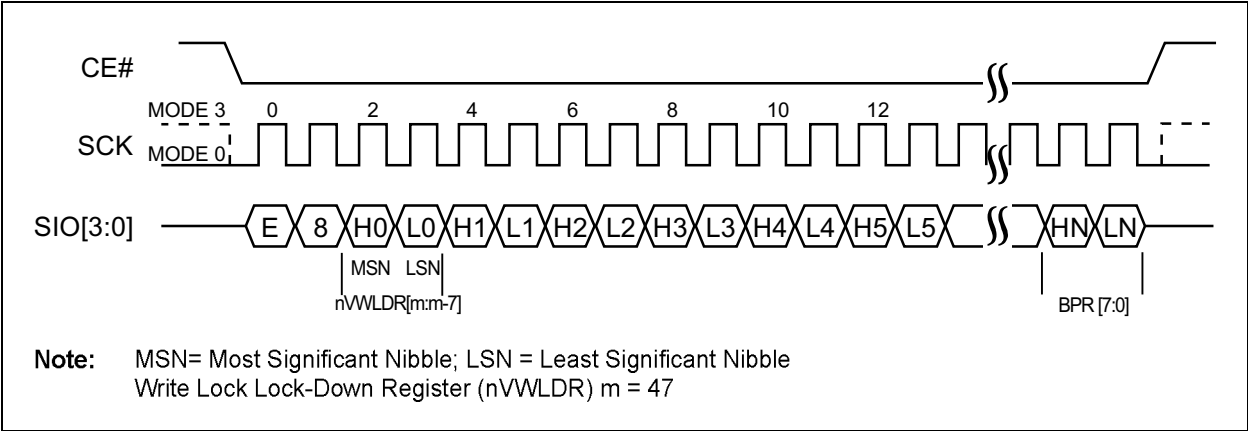 CE#
MODE 3 0 2 4 6 8 10 12
SCK
MODE 0
SIO[3:0] E 8 H0 L0 H1 L1 H2 L2 H3 L3 H4 L4 H5 L5 HN LN
MSN LSN
nVWLDR[m:m-7] BPR [7:0]
Note: MSN= Most Significant Nibble; LSN = Least Significant Nibble
Write Lock Lock-Down Register (nVWLDR) m = 47